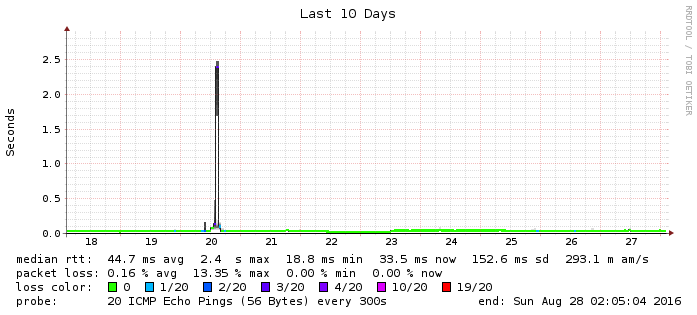 Last 10 Days
RRDTOOL / TOBI OETIKER
Seconds
2.5
2.0
1.5
1.0
0.5
0.0
18 19 20 21 22 23 24 25 26 27
median rtt: 44.7 ms avg 2.4 s max 18.8 ms min 33.5 ms now 152.6 ms sd 293.1 m am/s
packet loss: 0.16 % avg 13.35 % max 0.00 % min 0.00 % now
loss color: 0 1/20 2/20 3/20 4/20 10/20 19/20
probe: 20 ICMP Echo Pings (56 Bytes) every 300s end: Sun Aug 28 02:05:04 2016